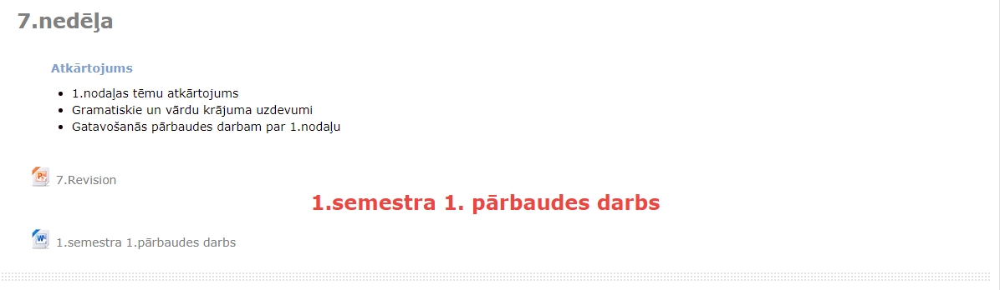 7.nedēļa
Atkārtojums
1.nodaļas tēmu atkārtojums
Gramatiskie un vārdu krājuma uzdevumi
Gatavošanās pārbaudes darbam par 1.nodaļu
7.Revision
1.semestra 1. pārbaudes darbs
1.semestra 1.pārbaudes darbs